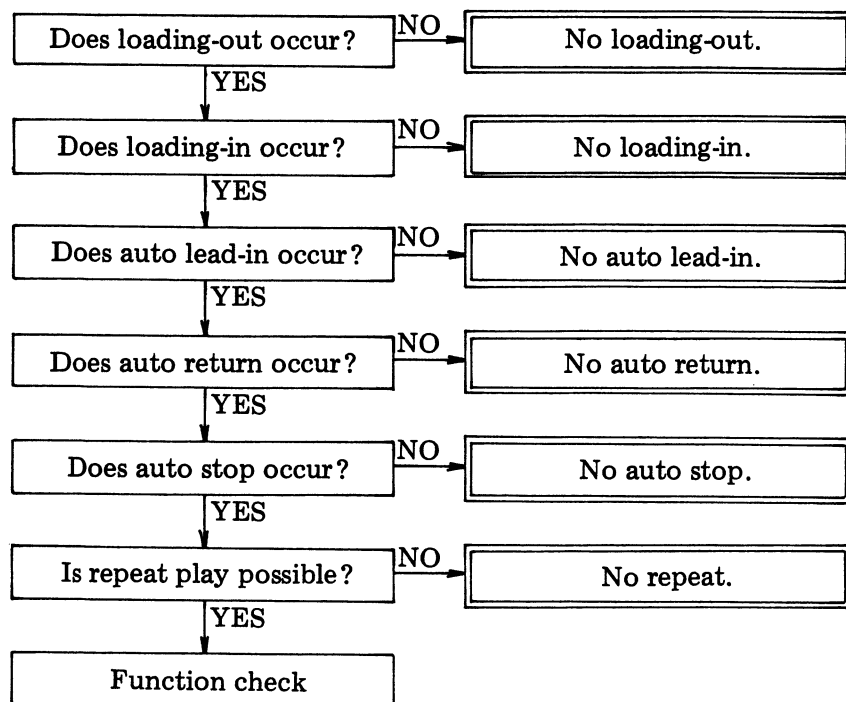 Does loading-out occur?
NO
No loading-out.
YES
Does loading-in occur?
NO
No loading-in.
YES
Does auto lead-in occur?
NO
No auto lead-in.
YES
Does auto return occur?
NO
No auto return.
YES
Does auto stop occur?
NO
No auto stop.
YES
Is repeat play possible?
NO
No repeat.
YES
Function check